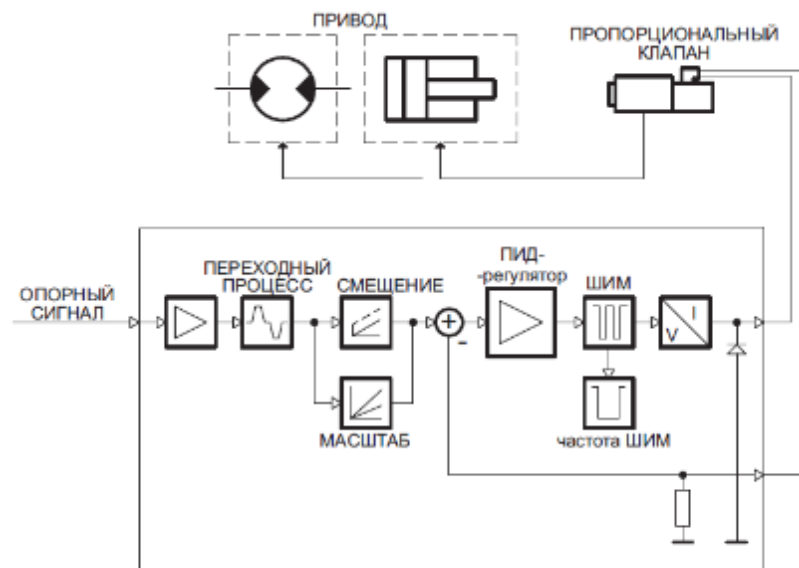 ПРИВОД
ПРОПОРЦИОНАЛЬНЫЙ
КЛАПАН
ОПОРНЫЙ
СИГНАЛ
ПЕРЕХОДНЫЙ
ПРОЦЕСС
СМЕЩЕНИЕ
МАСШТАБ
+
-
ПИД-
-регулятор
ШИМ
частота ШИМ
I
V